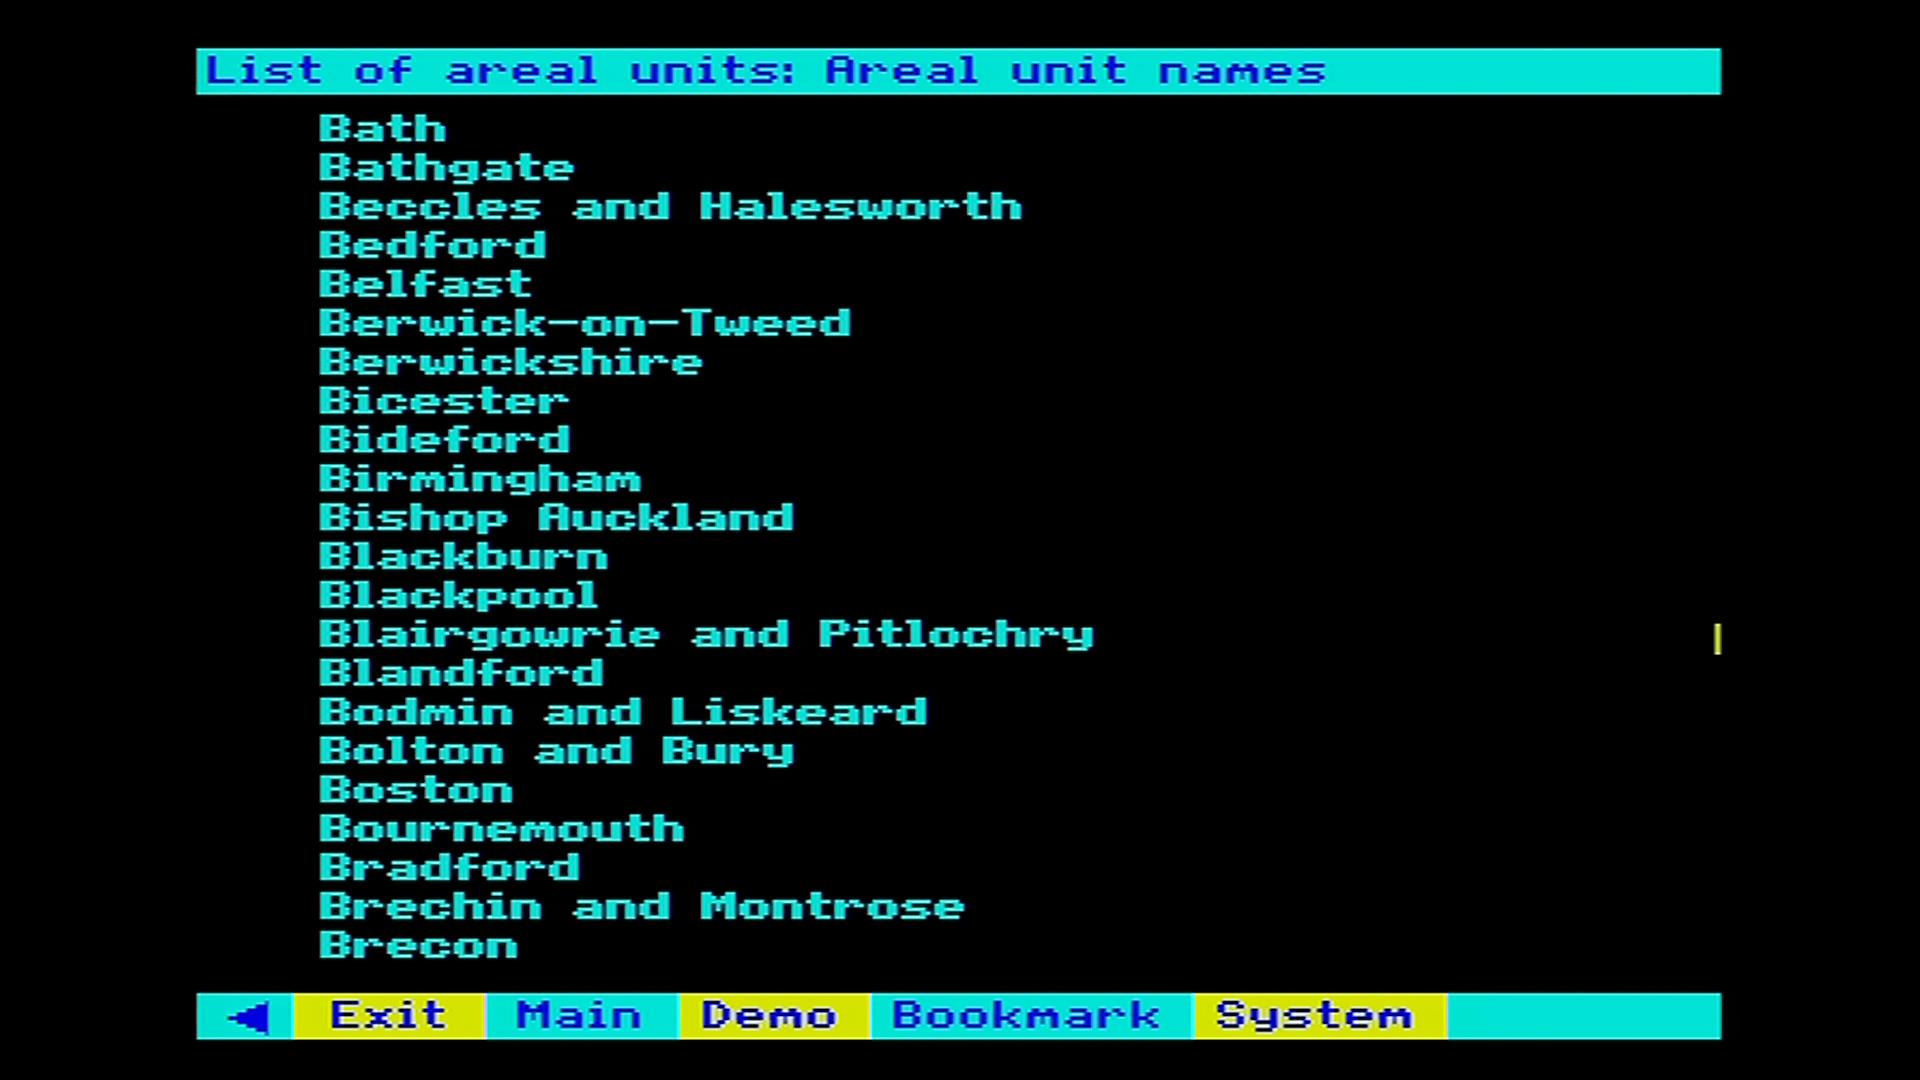 List of areal units: Areal unit names
Bath
Bathgate
Beccles and Halesworth
Bedford
Belfast
Berwick-on-Tweed
Berwickshire
Bicester
Bideford
Birmingham
Bishop Auckland
Blackburn
Blackpool
Blairgowrie and Pitlochry
Blandford
Bodmin and Liskeard
Bolton and Bury
Boston
Bournemouth
Bradford
Brechin and Montrose
Brecon
Exit Main Demo Bookmark System